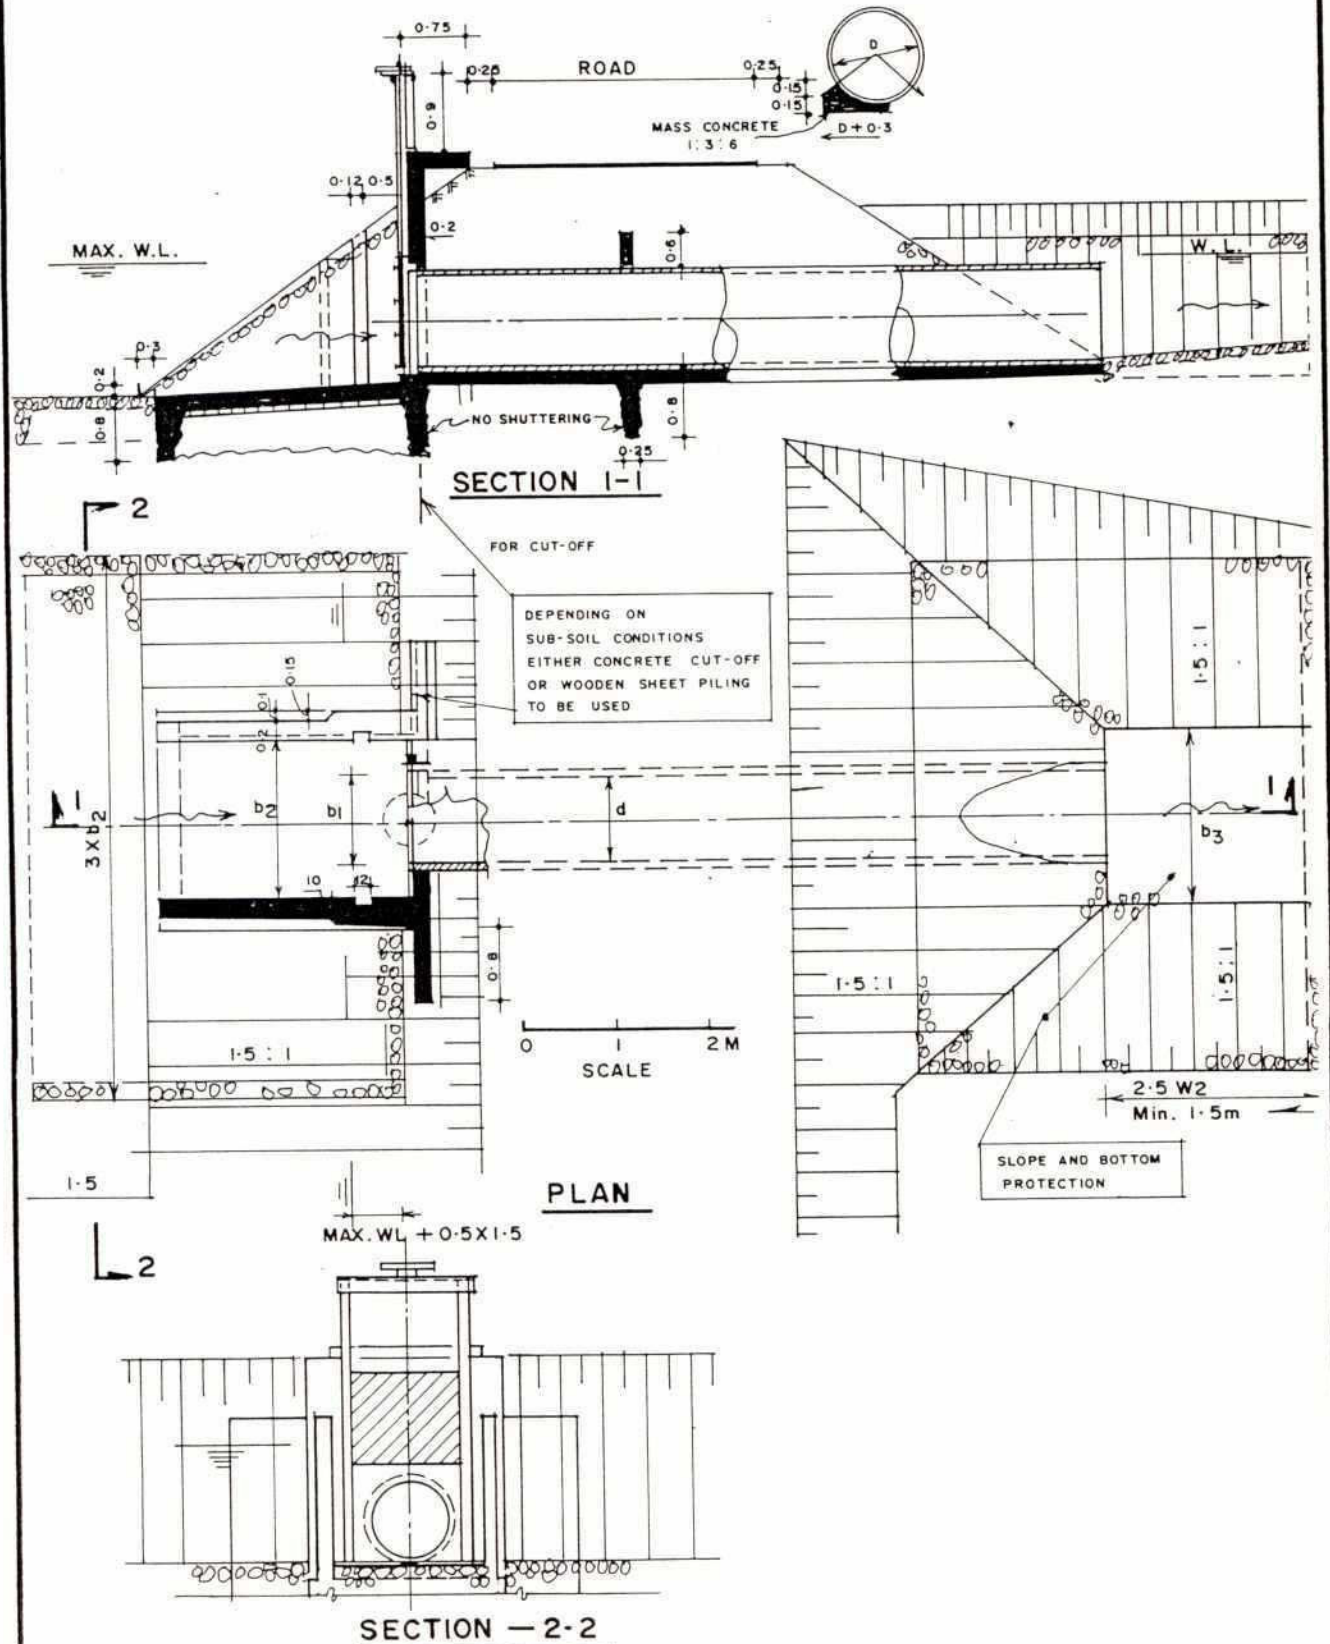 0·75
0·25
ROAD
0·25
D
0·15
0·15
0·9
MASS CONCRETE
1:3:6
D+0·3
0·12
0·5
0·2
MAX. W.L.
0·6
W. L.
0·3
0·2
0·8
NO SHUTTERING
0·8
0·25
SECTION 1-1
2
FOR CUT-OFF
DEPENDING ON
SUB-SOIL CONDITIONS
EITHER CONCRETE CUT-OFF
OR WOODEN SHEET PILING
TO BE USED
0·15
0·1
0·2
1·5 : 1
1
3 X b2
b2
b1
d
b3
1
10
12
0·8
1·5 : 1
1·5 : 1
1·5 : 1
0 1 2 M
SCALE
2·5 W2
Min. 1·5m
SLOPE AND BOTTOM
PROTECTION
1·5
PLAN
MAX. WL + 0·5X1·5
2
SECTION — 2-2